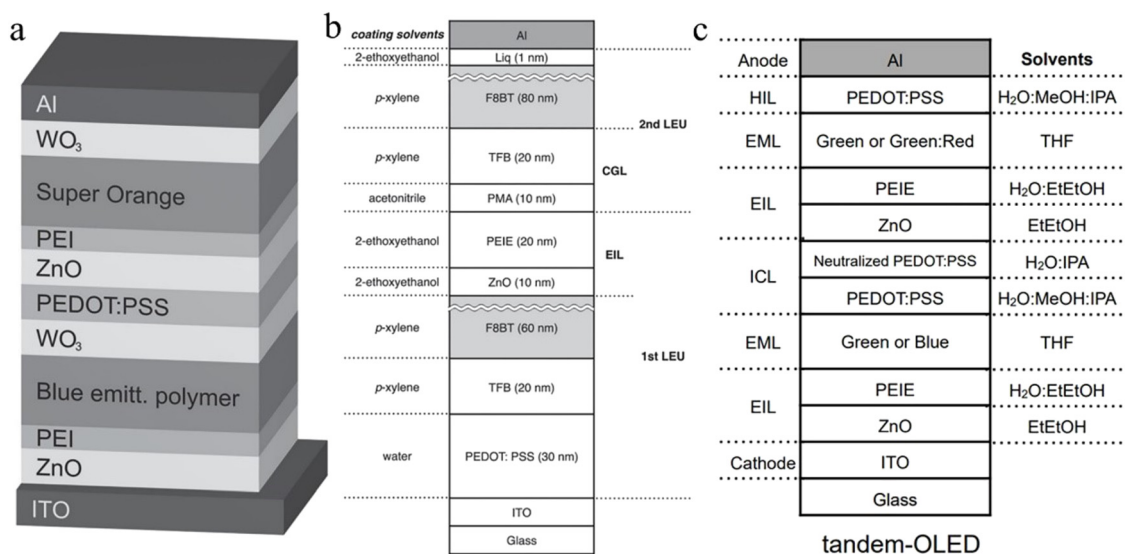 a
Al
WO₃
Super Orange
PEI
ZnO
PEDOT:PSS
WO₃
Blue emitt. polymer
PEI
ZnO
ITO
b
coating solvents
Al
2-ethoxyethanol
Liq (1 nm)
p-xylene
F8BT (80 nm)
2nd LEU
p-xylene
TFB (20 nm)
CGL
acetonitrile
PMA (10 nm)
2-ethoxyethanol
PEIE (20 nm)
EIL
2-ethoxyethanol
ZnO (10 nm)
p-xylene
F8BT (60 nm)
1st LEU
p-xylene
TFB (20 nm)
water
PEDOT: PSS (30 nm)
ITO
Glass
c
Anode
Al
Solvents
HIL
PEDOT:PSS
H₂O:MeOH:IPA
EML
Green or Green:Red
THF
EIL
PEIE
H₂O:EtEtOH
ZnO
EtEtOH
ICL
Neutralized PEDOT:PSS
H₂O:IPA
PEDOT:PSS
H₂O:MeOH:IPA
EML
Green or Blue
THF
EIL
PEIE
H₂O:EtEtOH
ZnO
EtEtOH
Cathode
ITO
Glass
tandem-OLED